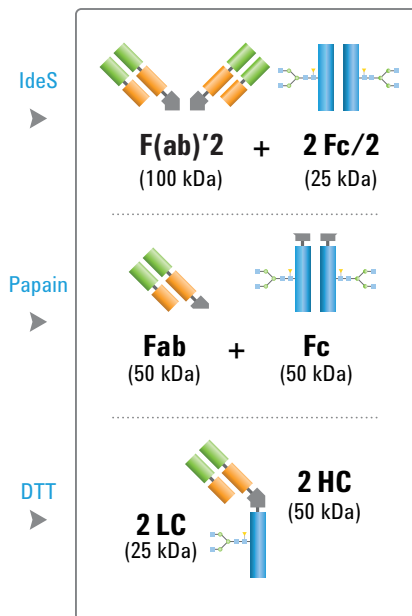 IdeS
F(ab)'2 + 2 Fc/2
(100 kDa) (25 kDa)
Papain
Fab + Fc
(50 kDa) (50 kDa)
DTT
2 HC
(50 kDa)
2 LC
(25 kDa)